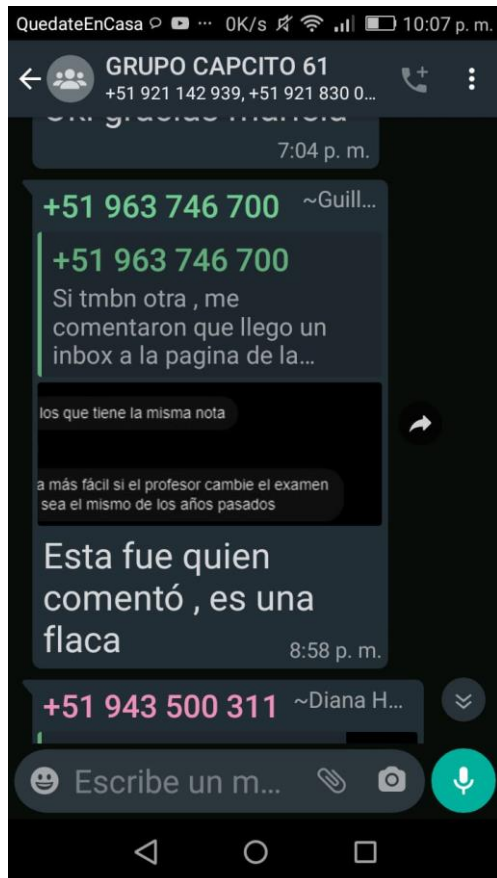 QuedateEnCasa ... 0K/s 10:07 p. m.
GRUPO CAPCITO 61
+51 921 142 939, +51 921 830 0...
7:04 p. m.
+51 963 746 700 ~Guill...
+51 963 746 700
Si tmbn otra , me
comentaron que llego un
inbox a la pagina de la...
los que tiene la misma nota
a más fácil si el profesor cambie el examen
sea el mismo de los años pasados
Esta fue quien
comentó , es una
flaca
8:58 p. m.
+51 943 500 311 ~Diana H...
Escribe un m...